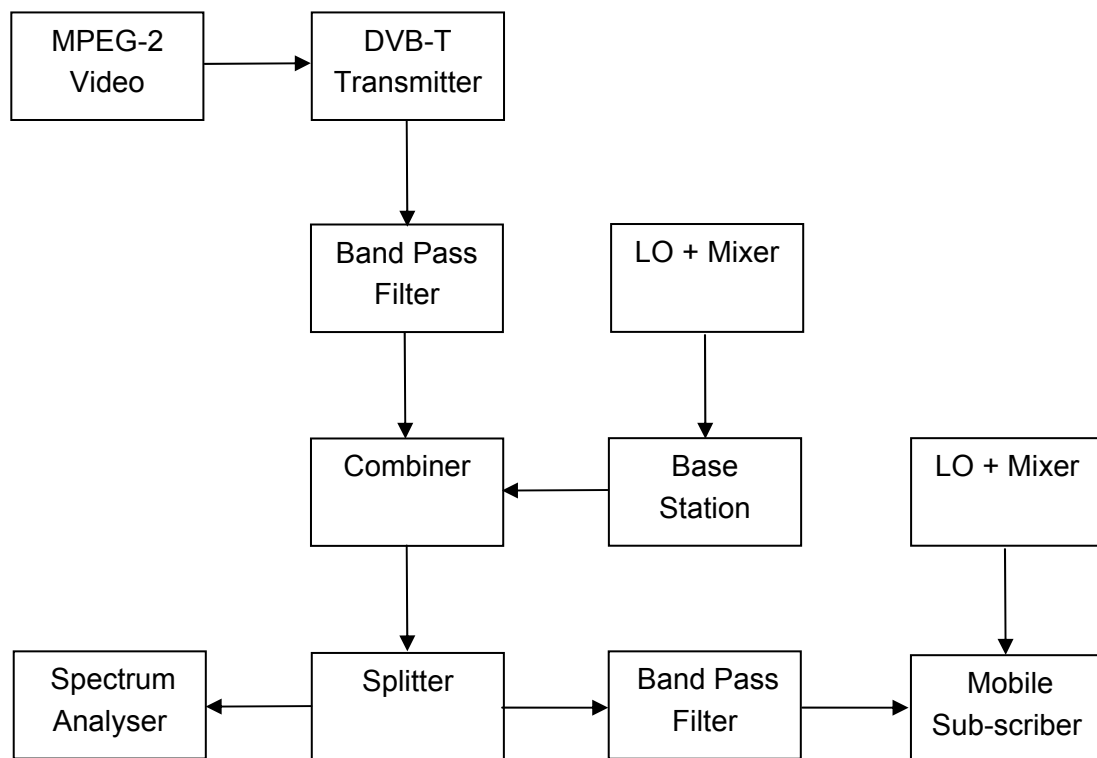 MPEG-2
Video
DVB-T
Transmitter
Band Pass
Filter
LO + Mixer
Combiner
Base
Station
LO + Mixer
Spectrum
Analyser
Splitter
Band Pass
Filter
Mobile
Sub-scriber